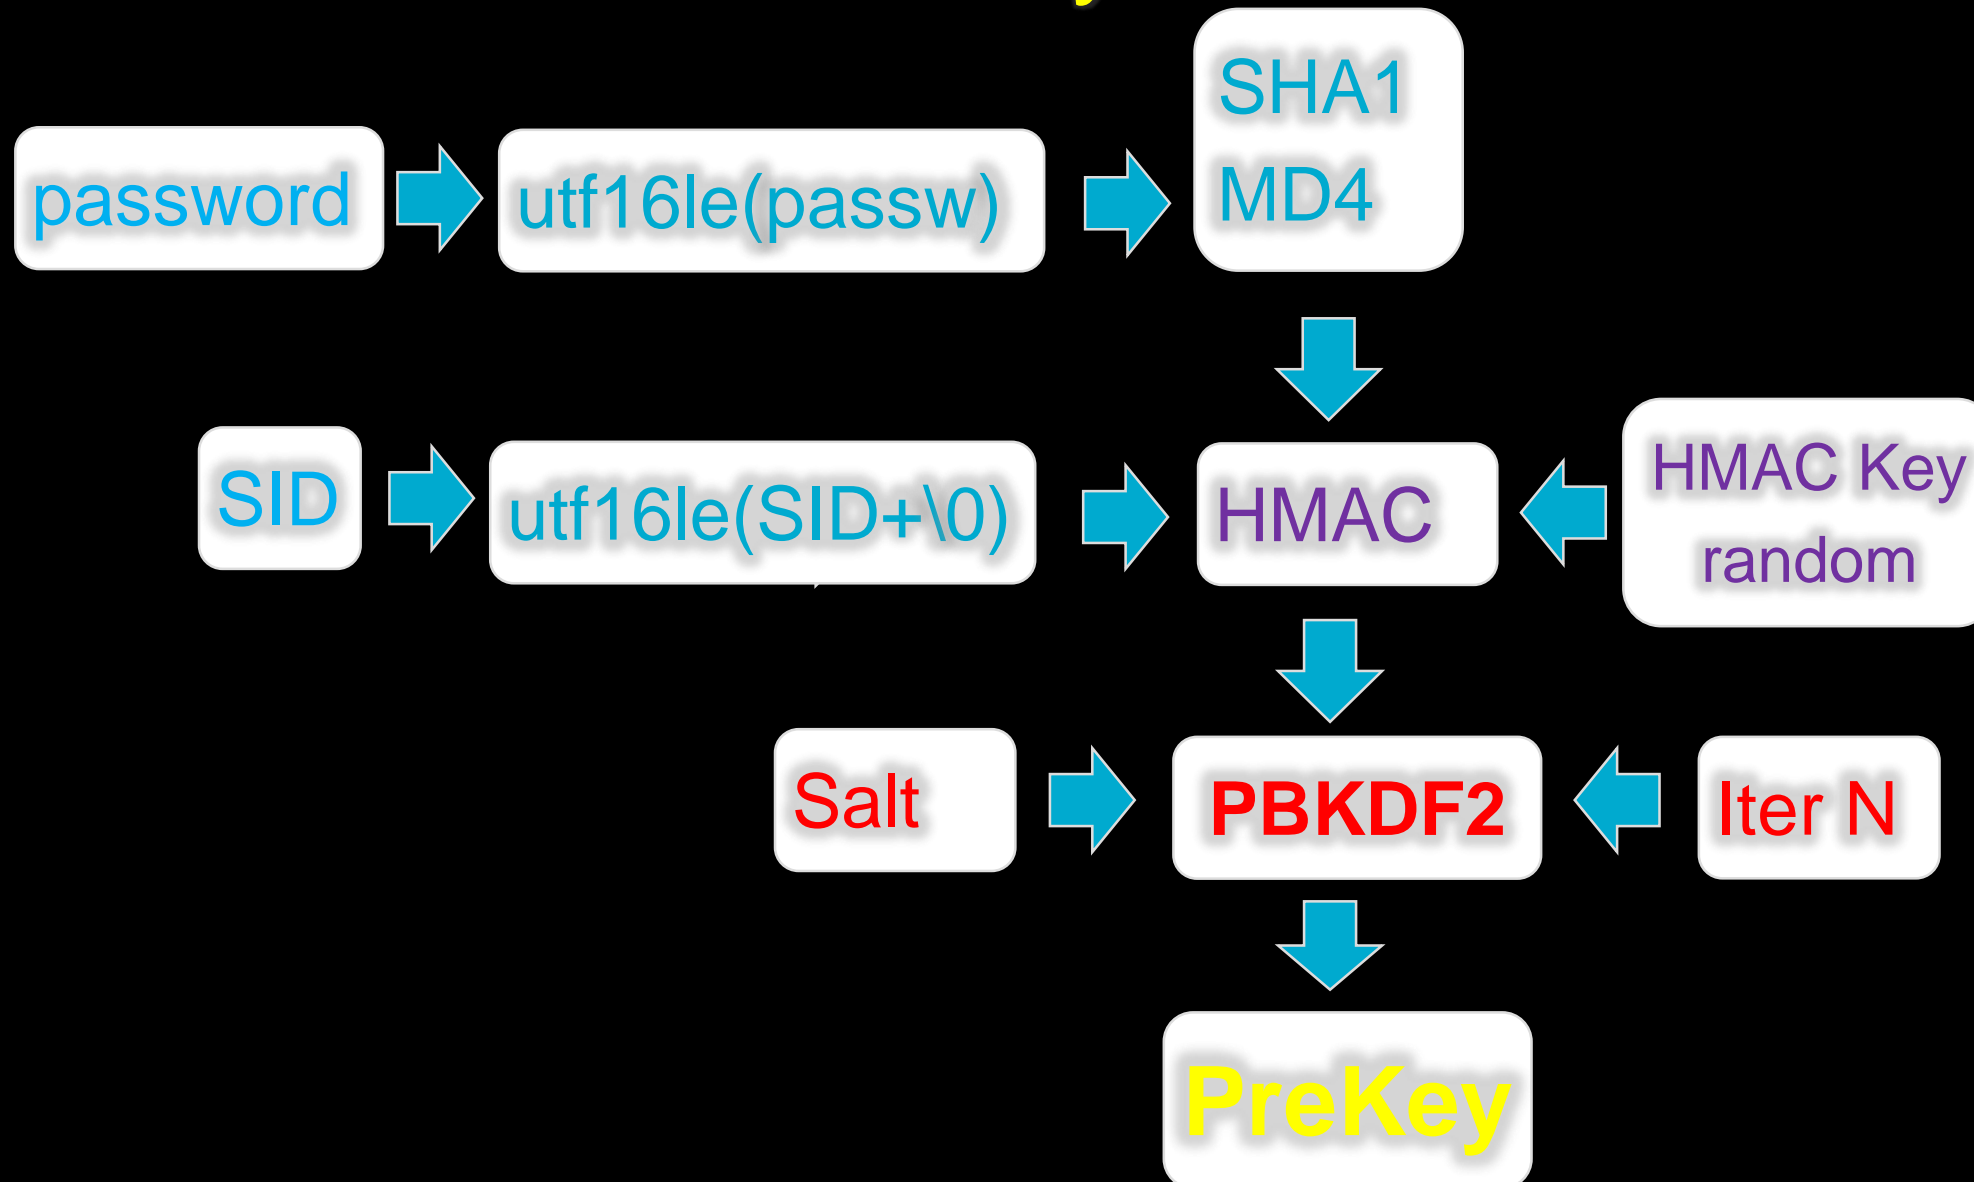 SHA1
MD4
password
utf16le(passw)
SID
utf16le(SID+\0)
HMAC
HMAC Key
random
Salt
PBKDF2
Iter N
PreKey